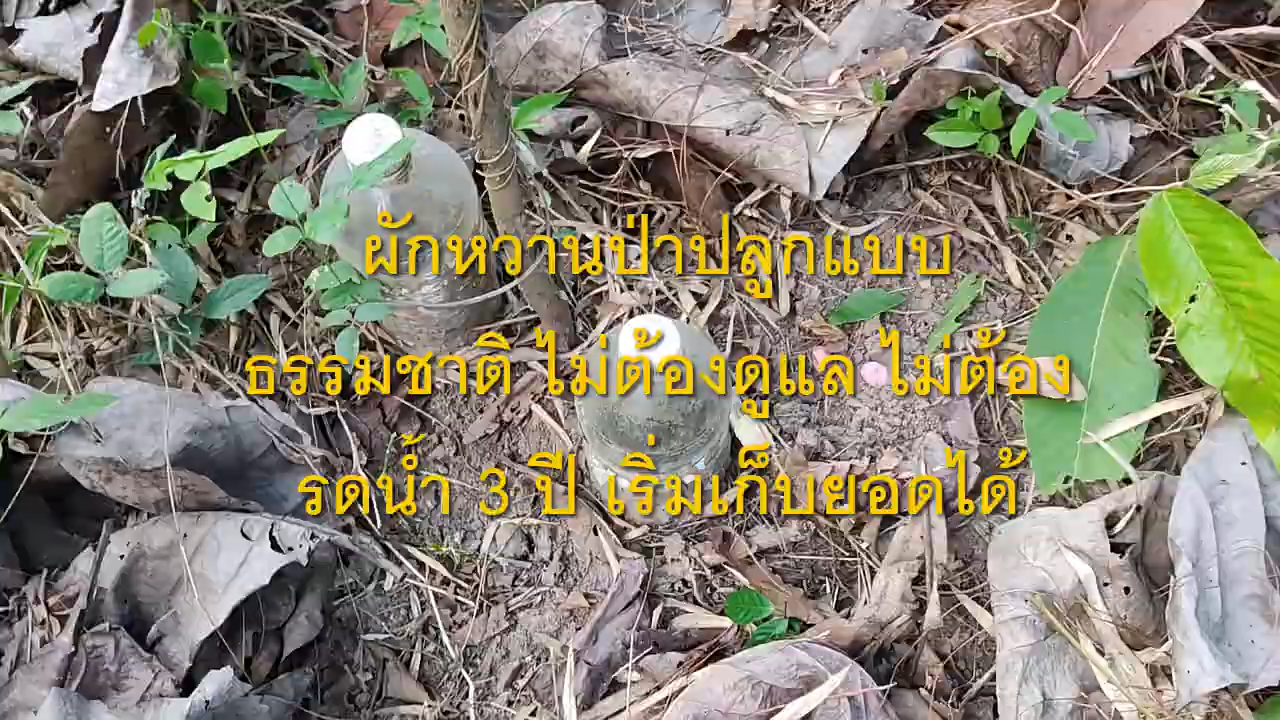 ผักหวานป่าปลูกแบบ
ธรรมชาติ ไม่ต้องดูแล ไม่ต้อง
รดน้ำ 3 ปี เริ่มเก็บยอดได้